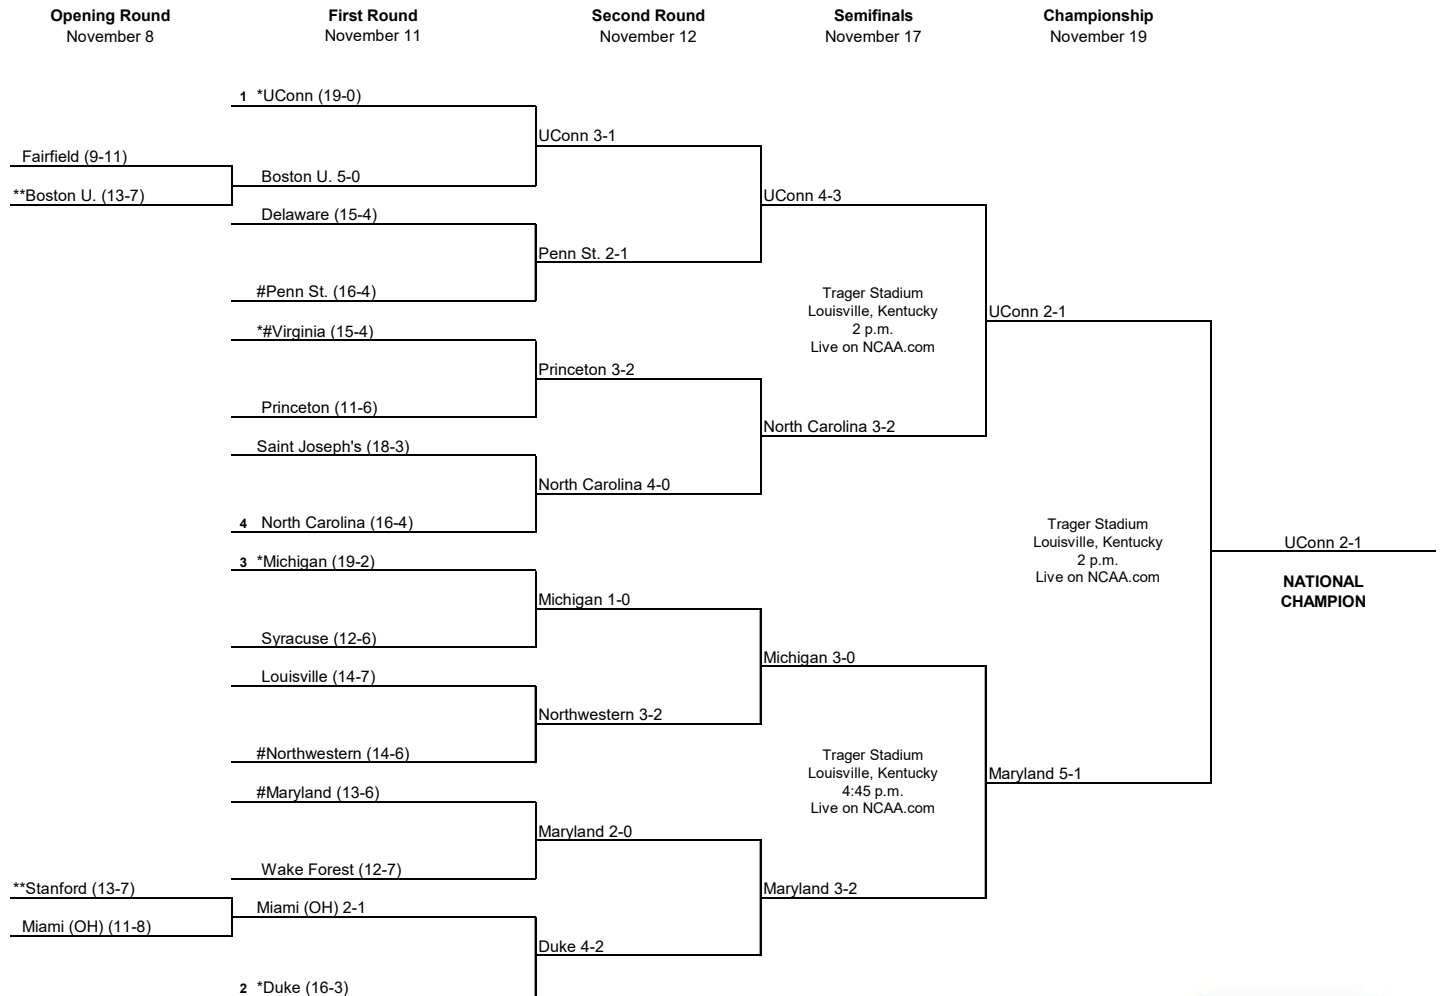 Opening Round
November 8
First Round
November 11
Second Round
November 12
Semifinals
November 17
Championship
November 19
1 *UConn (19-0)
UConn 3-1
Fairfield (9-11)
Boston U. 5-0
**Boston U. (13-7)
UConn 4-3
Delaware (15-4)
Penn St. 2-1
#Penn St. (16-4)
Trager Stadium
Louisville, Kentucky
2 p.m.
Live on NCAA.com
UConn 2-1
*#Virginia (15-4)
Princeton 3-2
Princeton (11-6)
North Carolina 3-2
Saint Joseph's (18-3)
North Carolina 4-0
4 North Carolina (16-4)
Trager Stadium
Louisville, Kentucky
2 p.m.
Live on NCAA.com
UConn 2-1
NATIONAL
CHAMPION
3 *Michigan (19-2)
Michigan 1-0
Syracuse (12-6)
Michigan 3-0
Louisville (14-7)
Northwestern 3-2
#Northwestern (14-6)
Trager Stadium
Louisville, Kentucky
4:45 p.m.
Live on NCAA.com
Maryland 5-1
#Maryland (13-6)
Maryland 2-0
Wake Forest (12-7)
**Stanford (13-7)
Maryland 3-2
Miami (OH) 2-1
Miami (OH) (11-8)
Duke 4-2
2 *Duke (16-3)